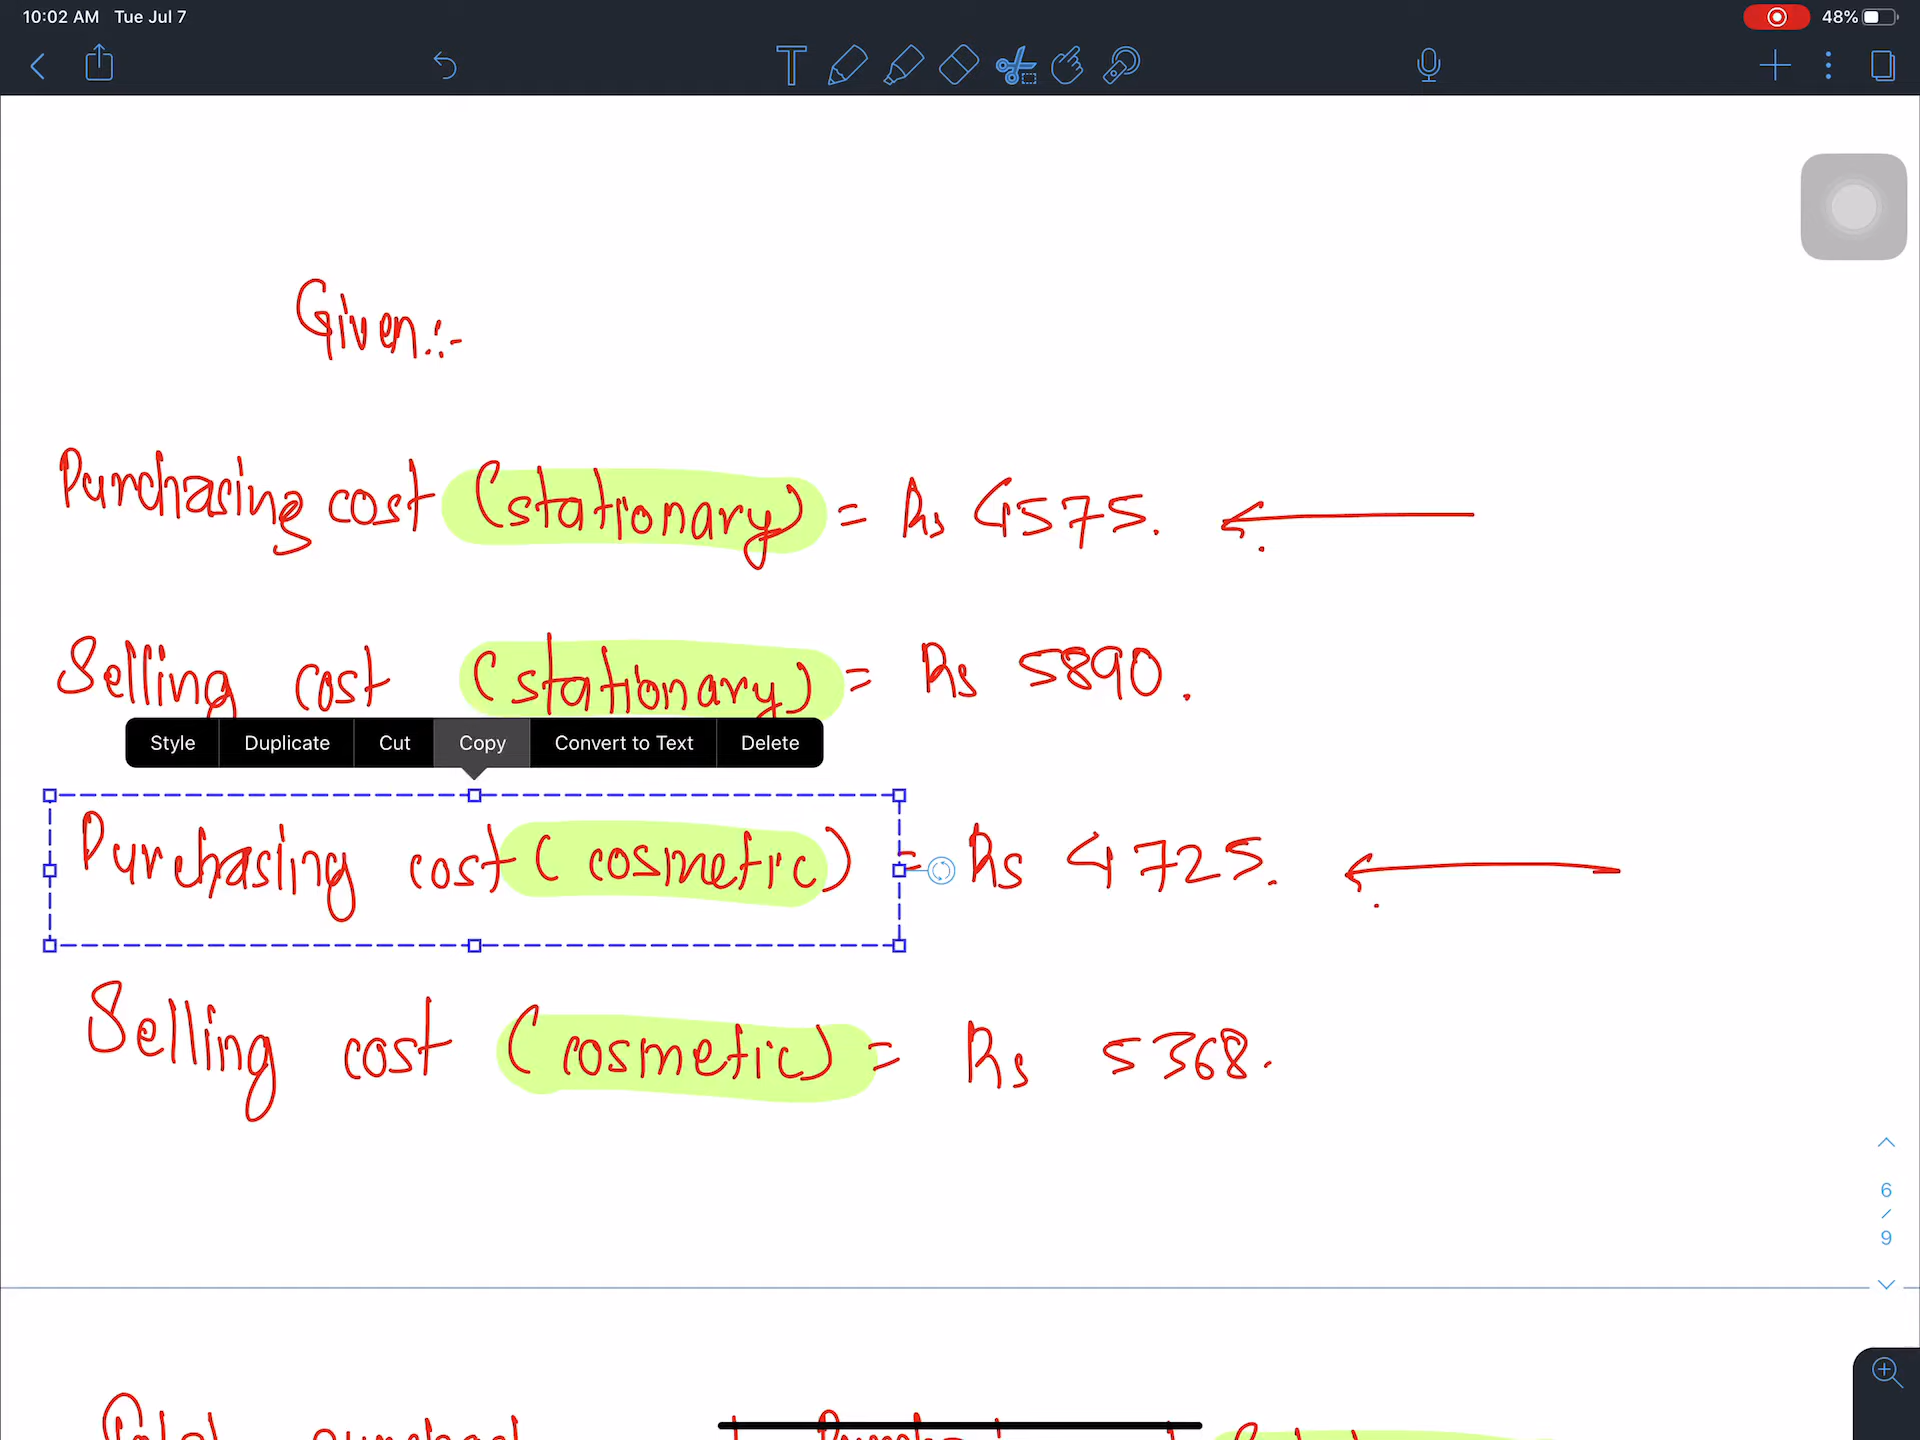 10:02 AM Tue Jul 7 48%
Given:-
Purchasing cost (stationary) = Rs 4575.
Selling cost (stationary) = Rs 5890.
Style Duplicate Cut Copy Convert to Text Delete
Purchasing cost (cosmetic) = Rs 4725.
Selling cost (cosmetic) = Rs 5368.
6
/
9